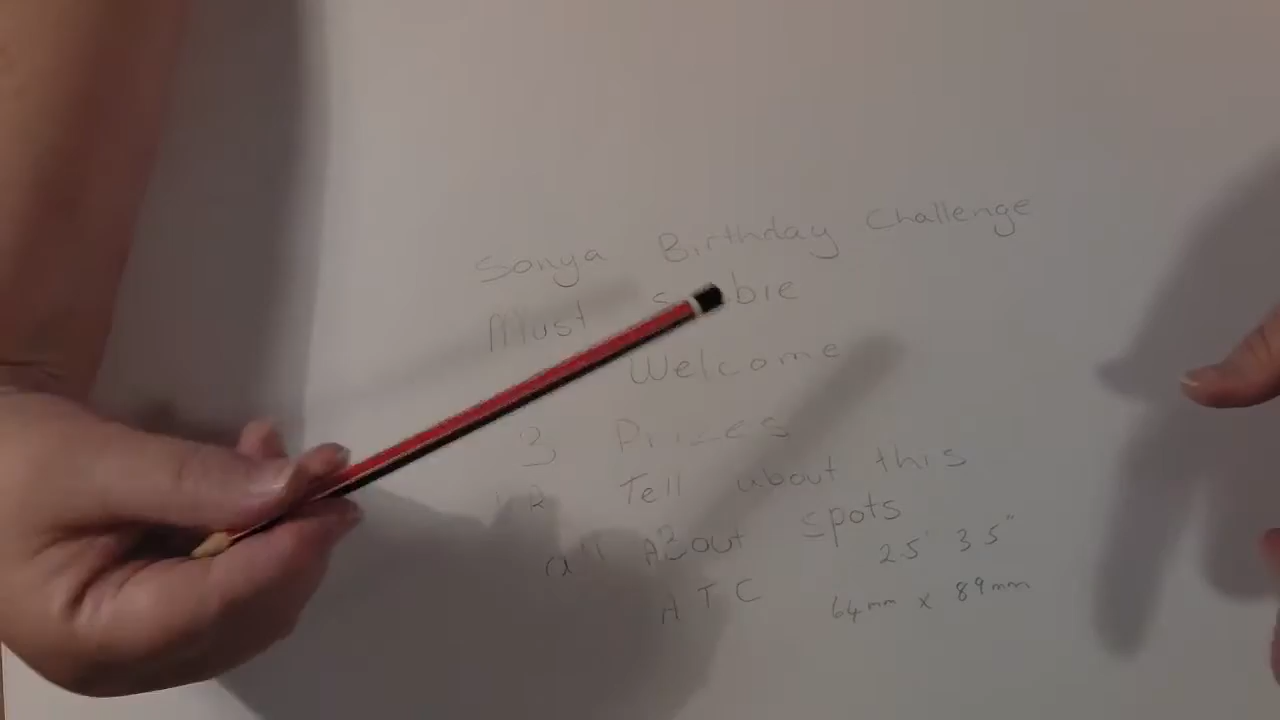 Sonya Birthday Challenge
Must
Welcome
3 Prizes
Tell about this
all About spots
2.5" 3.5"
ATC 64mm x 89mm